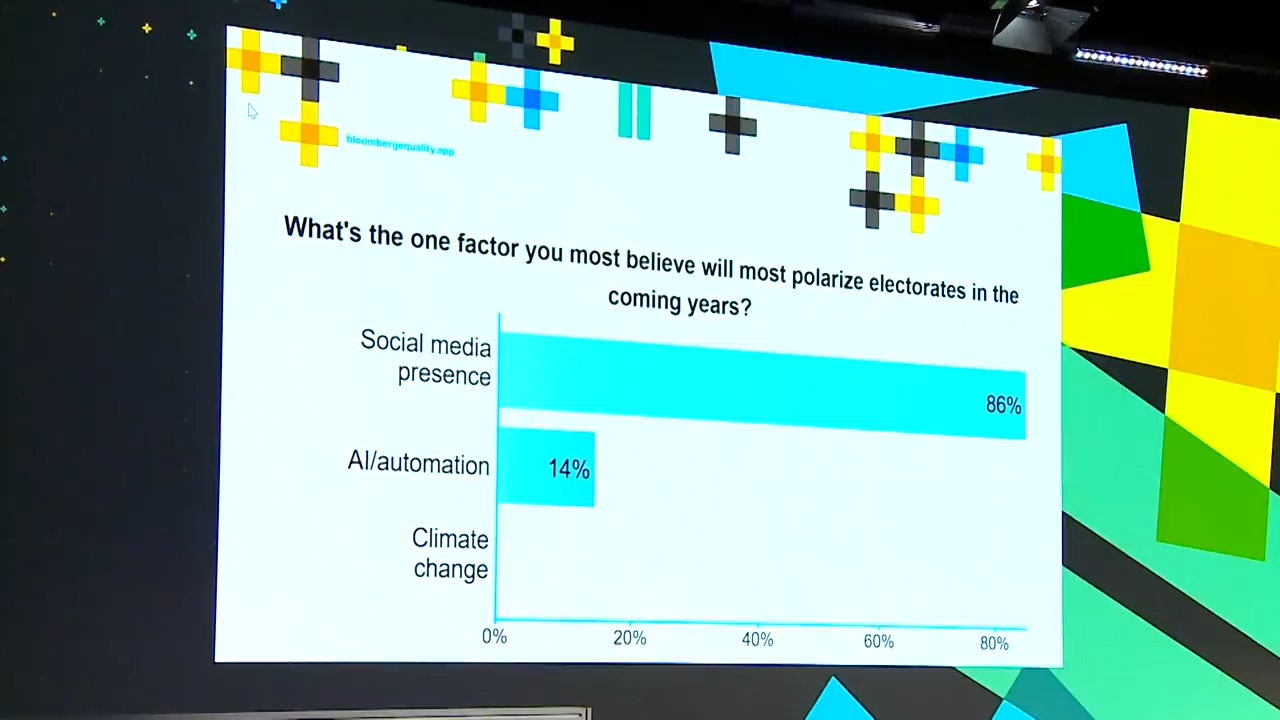 bloombergequality.app
What's the one factor you most believe will most polarize electorates in the
coming years?
Social media
presence
86%
AI/automation
14%
Climate
change
0% 20% 40% 60% 80%